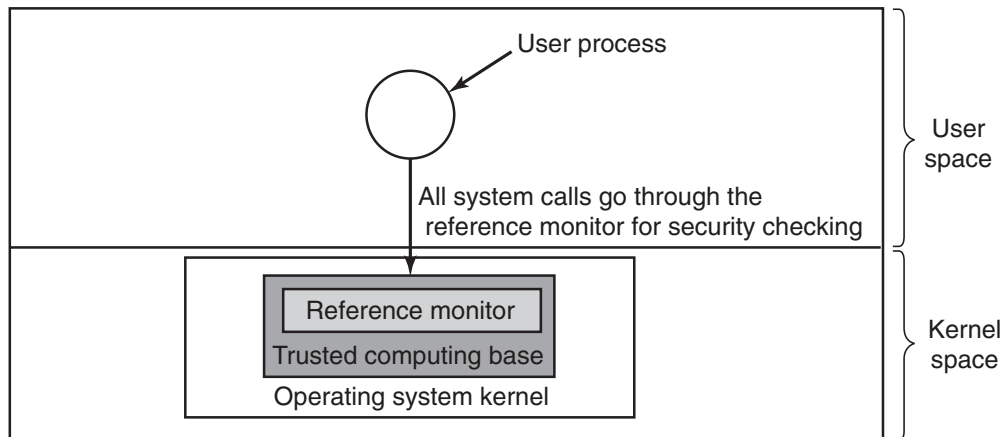 User process
User
space
All system calls go through the
reference monitor for security checking
Reference monitor
Trusted computing base
Operating system kernel
Kernel
space